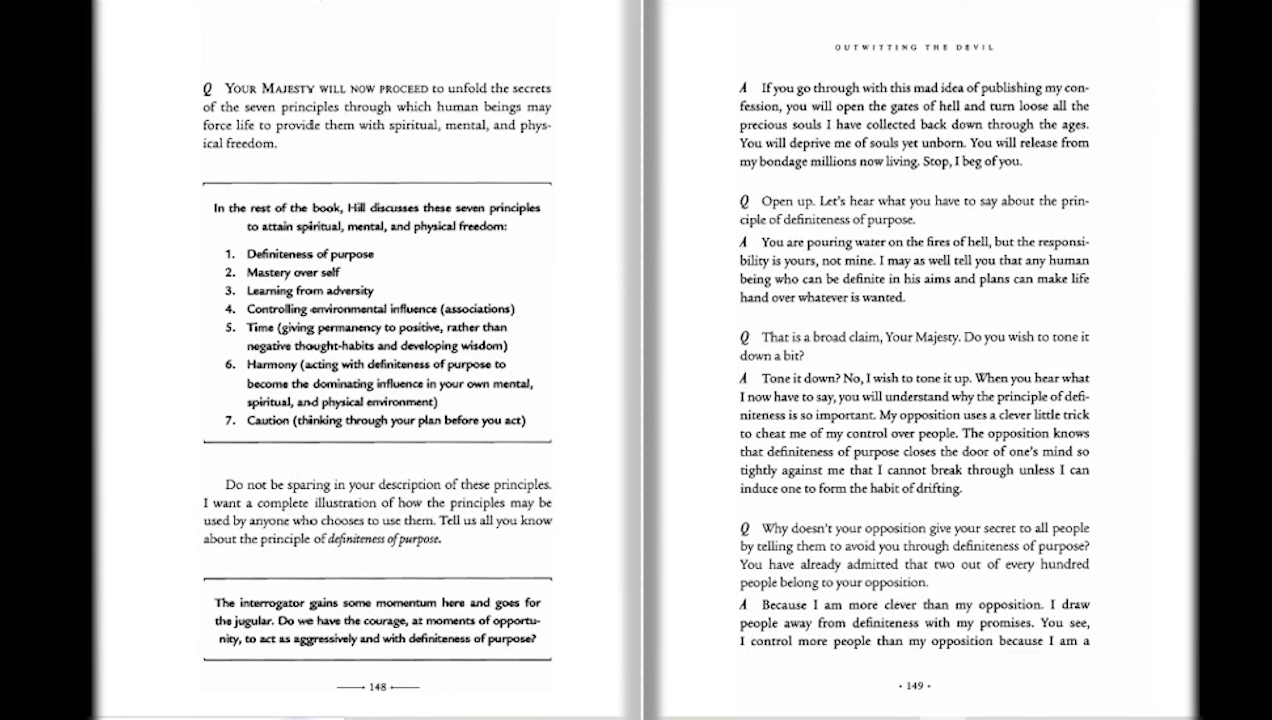 Q YOUR MAJESTY WILL NOW PROCEED to unfold the secrets
of the seven principles through which human beings may
force life to provide them with spiritual, mental, and phys-
ical freedom.
In the rest of the book, Hill discusses these seven principles
to attain spiritual, mental, and physical freedom:
1. Definiteness of purpose
2. Mastery over self
3. Learning from adversity
4. Controlling environmental influence (associations)
5. Time (giving permanency to positive, rather than
negative thought-habits and developing wisdom)
6. Harmony (acting with definiteness of purpose to
become the dominating influence in your own mental,
spiritual, and physical environment)
7. Caution (thinking through your plan before you act)
Do not be sparing in your description of these principles.
I want a complete illustration of how the principles may be
used by anyone who chooses to use them. Tell us all you know
about the principle of definiteness of purpose.
The interrogator gains some momentum here and goes for
the jugular. Do we have the courage, at moments of opportu-
nity, to act as aggressively and with definiteness of purpose?
148
OUTWITTING THE DEVIL
A If you go through with this mad idea of publishing my con-
fession, you will open the gates of hell and turn loose all the
precious souls I have collected back down through the ages.
You will deprive me of souls yet unborn. You will release from
my bondage millions now living. Stop, I beg of you.
Q Open up. Let's hear what you have to say about the prin-
ciple of definiteness of purpose.
A You are pouring water on the fires of hell, but the responsi-
bility is yours, not mine. I may as well tell you that any human
being who can be definite in his aims and plans can make life
hand over whatever is wanted.
Q That is a broad claim, Your Majesty. Do you wish to tone it
down a bit?
A Tone it down? No, I wish to tone it up. When you hear what
I now have to say, you will understand why the principle of defi-
niteness is so important. My opposition uses a clever little trick
to cheat me of my control over people. The opposition knows
that definiteness of purpose closes the door of one's mind so
tightly against me that I cannot break through unless I can
induce one to form the habit of drifting.
Q Why doesn't your opposition give your secret to all people
by telling them to avoid you through definiteness of purpose?
You have already admitted that two out of every hundred
people belong to your opposition.
A Because I am more clever than my opposition. I draw
people away from definiteness with my promises. You see,
I control more people than my opposition because I am a
• 149 •